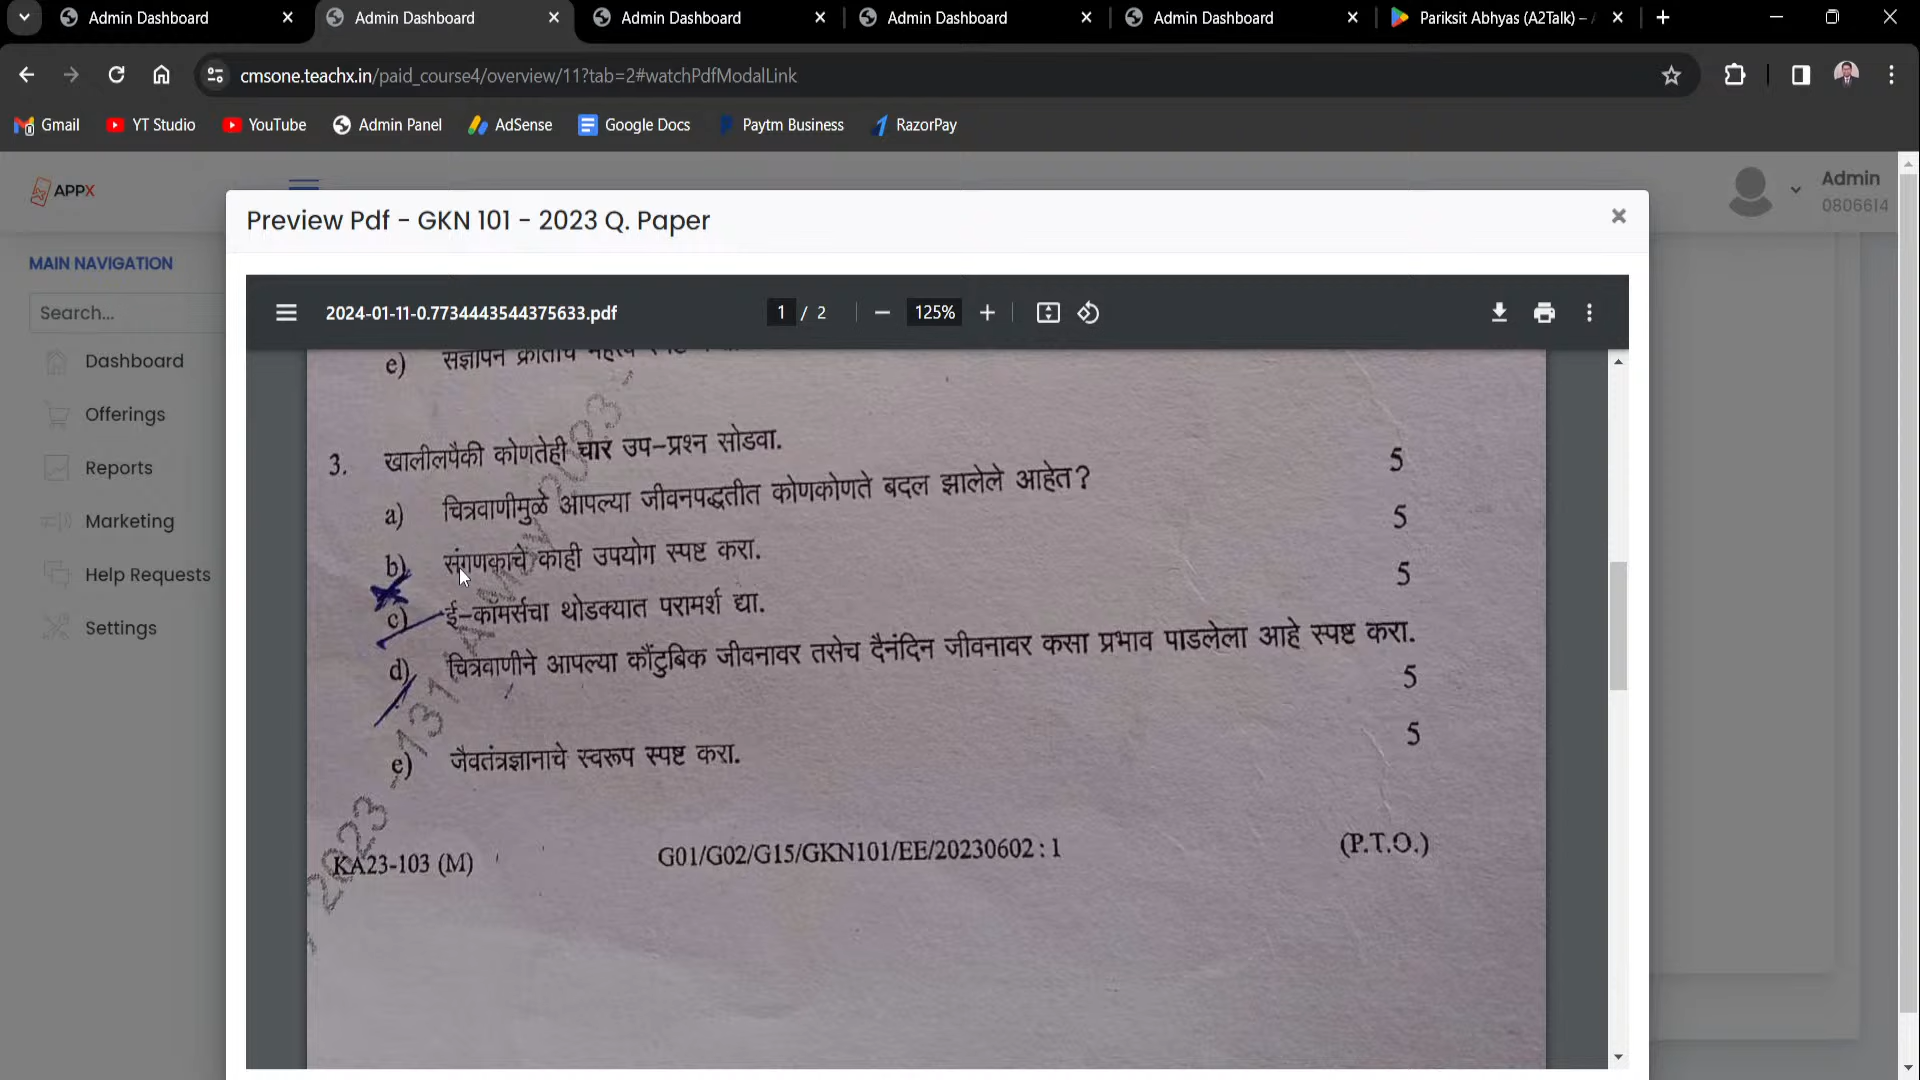 Admin Dashboard
Admin Dashboard
Admin Dashboard
Admin Dashboard
Admin Dashboard
Pariksit Abhyas (A2Talk) –
cmsone.teachx.in/paid_course4/overview/11?tab=2#watchPdfModalLink
Gmail
YT Studio
YouTube
Admin Panel
AdSense
Google Docs
Paytm Business
RazorPay
APPX
Admin
0806614
Preview Pdf - GKN 101 - 2023 Q. Paper
×
MAIN NAVIGATION
Search...
Dashboard
Offerings
Reports
Marketing
Help Requests
Settings
2024-01-11-0.7734443544375633.pdf
1 / 2
125%
e)
3. खालीलपैकी कोणतेही चार उप-प्रश्न सोडवा.
a) चित्रवाणीमुळे आपल्या जीवनपद्धतीत कोणकोणते बदल झालेले आहेत? 5
b) संगणकाचे काही उपयोग स्पष्ट करा. 5
c) ई-कॉमर्सचा थोडक्यात परामर्श द्या. 5
d) चित्रवाणीने आपल्या कौंटुबिक जीवनावर तसेच दैनंदिन जीवनावर कसा प्रभाव पाडलेला आहे स्पष्ट करा.
5
e) जैवतंत्रज्ञानाचे स्वरूप स्पष्ट करा. 5
KA23-103 (M) G01/G02/G15/GKN101/EE/20230602 : 1 (P.T.O.)